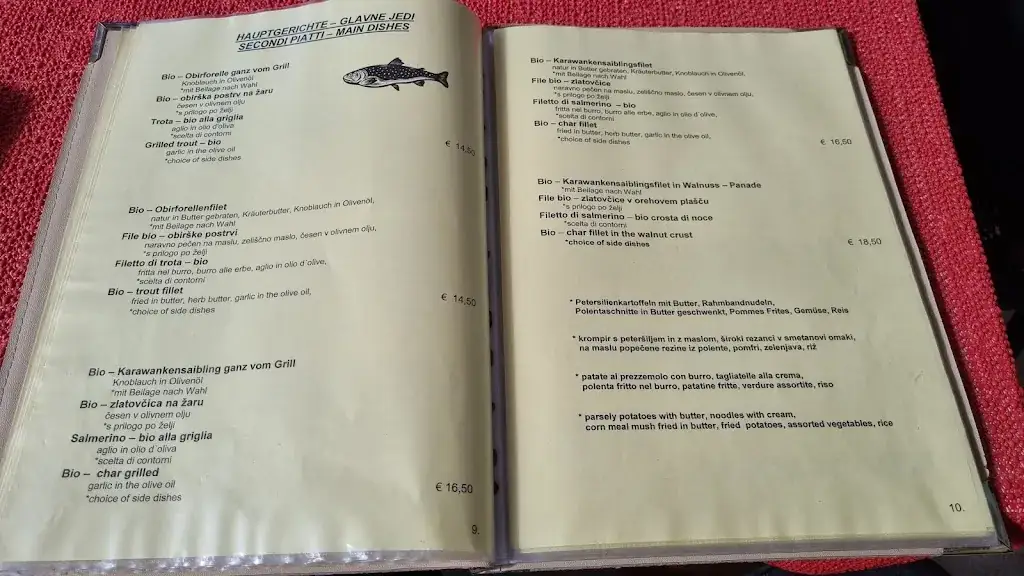 HAUPTGERICHTE – GLAVNE JEDI
SECONDI PIATTI – MAIN DISHES
Bio – Obirforelle ganz vom Grill
Knoblauch in Olivenöl
*mit Beilage nach Wahl
Bio – obirška postrv na žaru
česen v olivnem olju
*s prilogo po želji
Trota – bio alla griglia
aglio in olio d´oliva
*scelta di contorni
Grilled trout – bio
garlic in the olive oil
*choice of side dishes
€ 14,50
Bio – Obirforellenfilet
natur in Butter gebraten, Kräuterbutter, Knoblauch in Olivenöl,
*mit Beilage nach Wahl
File bio – obirške postrvi
naravno pečen na maslu, zeliščno maslo, česen v olivnem olju,
*s prilogo po želji
Filetto di trota – bio
fritta nel burro, burro alle erbe, aglio in olio d´olive,
*scelta di contorni
Bio – trout fillet
fried in butter, herb butter, garlic in the olive oil,
*choice of side dishes
€ 14,50
Bio – Karawankensaibling ganz vom Grill
Knoblauch in Olivenöl
*mit Beilage nach Wahl
Bio – zlatovčica na žaru
česen v olivnem olju
*s prilogo po želji
Salmerino – bio alla griglia
aglio in olio d´oliva
*scelta di contorni
Bio – char grilled
garlic in the olive oil
*choice of side dishes
€ 16,50
9.
Bio – Karawankensaiblingsfilet
natur in Butter gebraten, Kräuterbutter, Knoblauch in Olivenöl,
*mit Beilage nach Wahl
File bio – zlatovčice
naravno pečen na maslu, zeliščno maslo, česen v olivnem olju,
*s prilogo po želji
Filetto di salmerino – bio
fritta nel burro, burro alle erbe, aglio in olio d´olive,
*scelta di contorni
Bio – char fillet
fried in butter, herb butter, garlic in the olive oil,
*choice of side dishes
€ 16,50
Bio – Karawankensaiblingsfilet in Walnuss – Panade
*mit Beilage nach Wahl
File bio – zlatovčice v orehovem plašču
*s prilogo po želji
Filetto di salmerino – bio crosta di noce
*scelta di contorni
Bio – char fillet in the walnut crust
*choice of side dishes
€ 18,50
* Petersilienkartoffeln mit Butter, Rahmbandnudeln,
Polentaschnitte in Butter geschwenkt, Pommes Frites, Gemüse, Reis
* krompir s peteršiljem in z maslom, široki rezanci v smetanovi omaki,
na maslu popečene rezine iz polente, pomfri, zelenjava, riž
* patate al prezzemolo con burro, tagliatelle alla crema,
polenta fritto nel burro, patatine fritte, verdure assortite, riso
* parsely potatoes with butter, noodles with cream,
corn meal mush fried in butter, fried potatoes, assorted vegetables, rice
10.